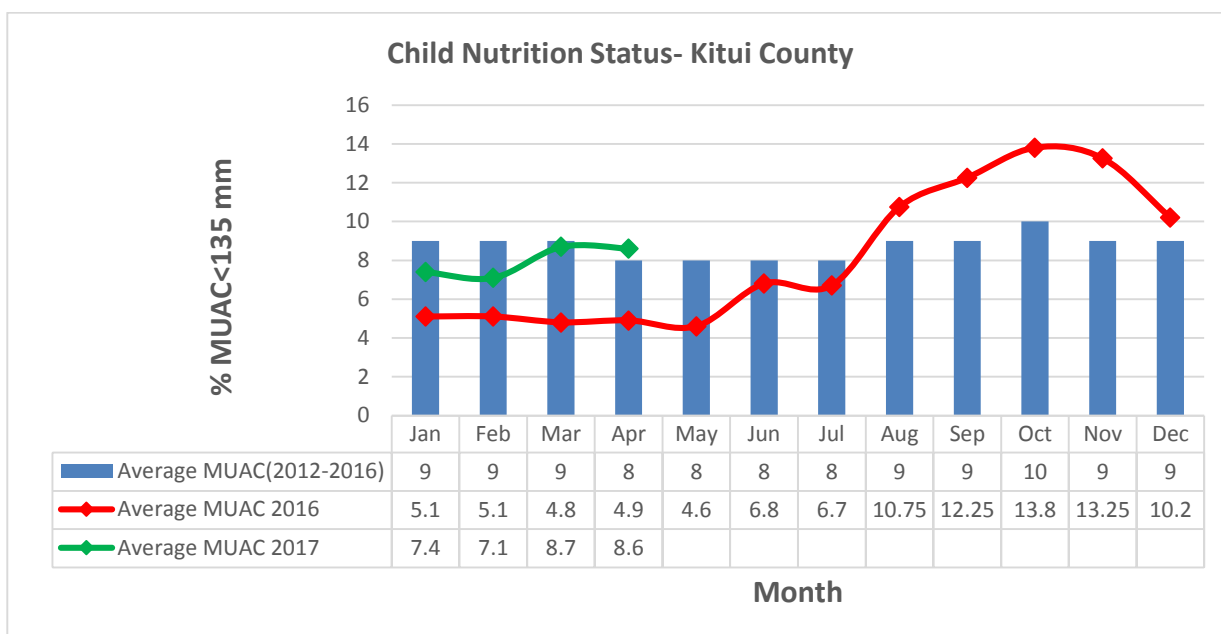 Child Nutrition Status- Kitui County
% MUAC<135 mm
16
14
12
10
8
6
4
2
0
Jan Feb Mar Apr May Jun Jul Aug Sep Oct Nov Dec
Average MUAC(2012-2016) 9 9 9 8 8 8 8 9 9 10 9 9
Average MUAC 2016 5.1 5.1 4.8 4.9 4.6 6.8 6.7 10.75 12.25 13.8 13.25 10.2
Average MUAC 2017 7.4 7.1 8.7 8.6
Month